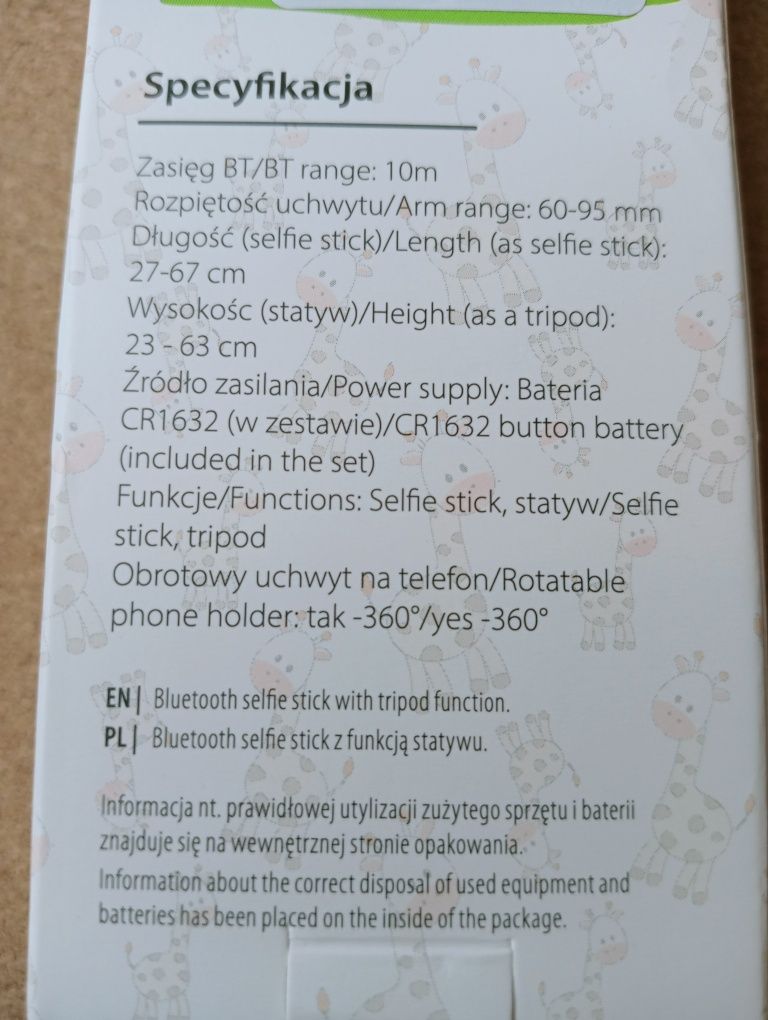 Specyfikacja
Zasięg BT/BT range: 10m
Rozpiętość uchwytu/Arm range: 60-95 mm
Długość (selfie stick)/Length (as selfie stick):
27-67 cm
Wysokośc (statyw)/Height (as a tripod):
23 - 63 cm
Źródło zasilania/Power supply: Bateria
CR1632 (w zestawie)/CR1632 button battery
(included in the set)
Funkcje/Functions: Selfie stick, statyw/Selfie
stick, tripod
Obrotowy uchwyt na telefon/Rotatable
phone holder: tak -360°/yes -360°
EN| Bluetooth selfie stick with tripod function.
PL| Bluetooth selfie stick z funkcją statywu.
Informacja nt. prawidłowej utylizacji zużytego sprzętu i baterii
znajduje się na wewnętrznej stronie opakowania.
Information about the correct disposal of used equipment and
batteries has been placed on the inside of the package.